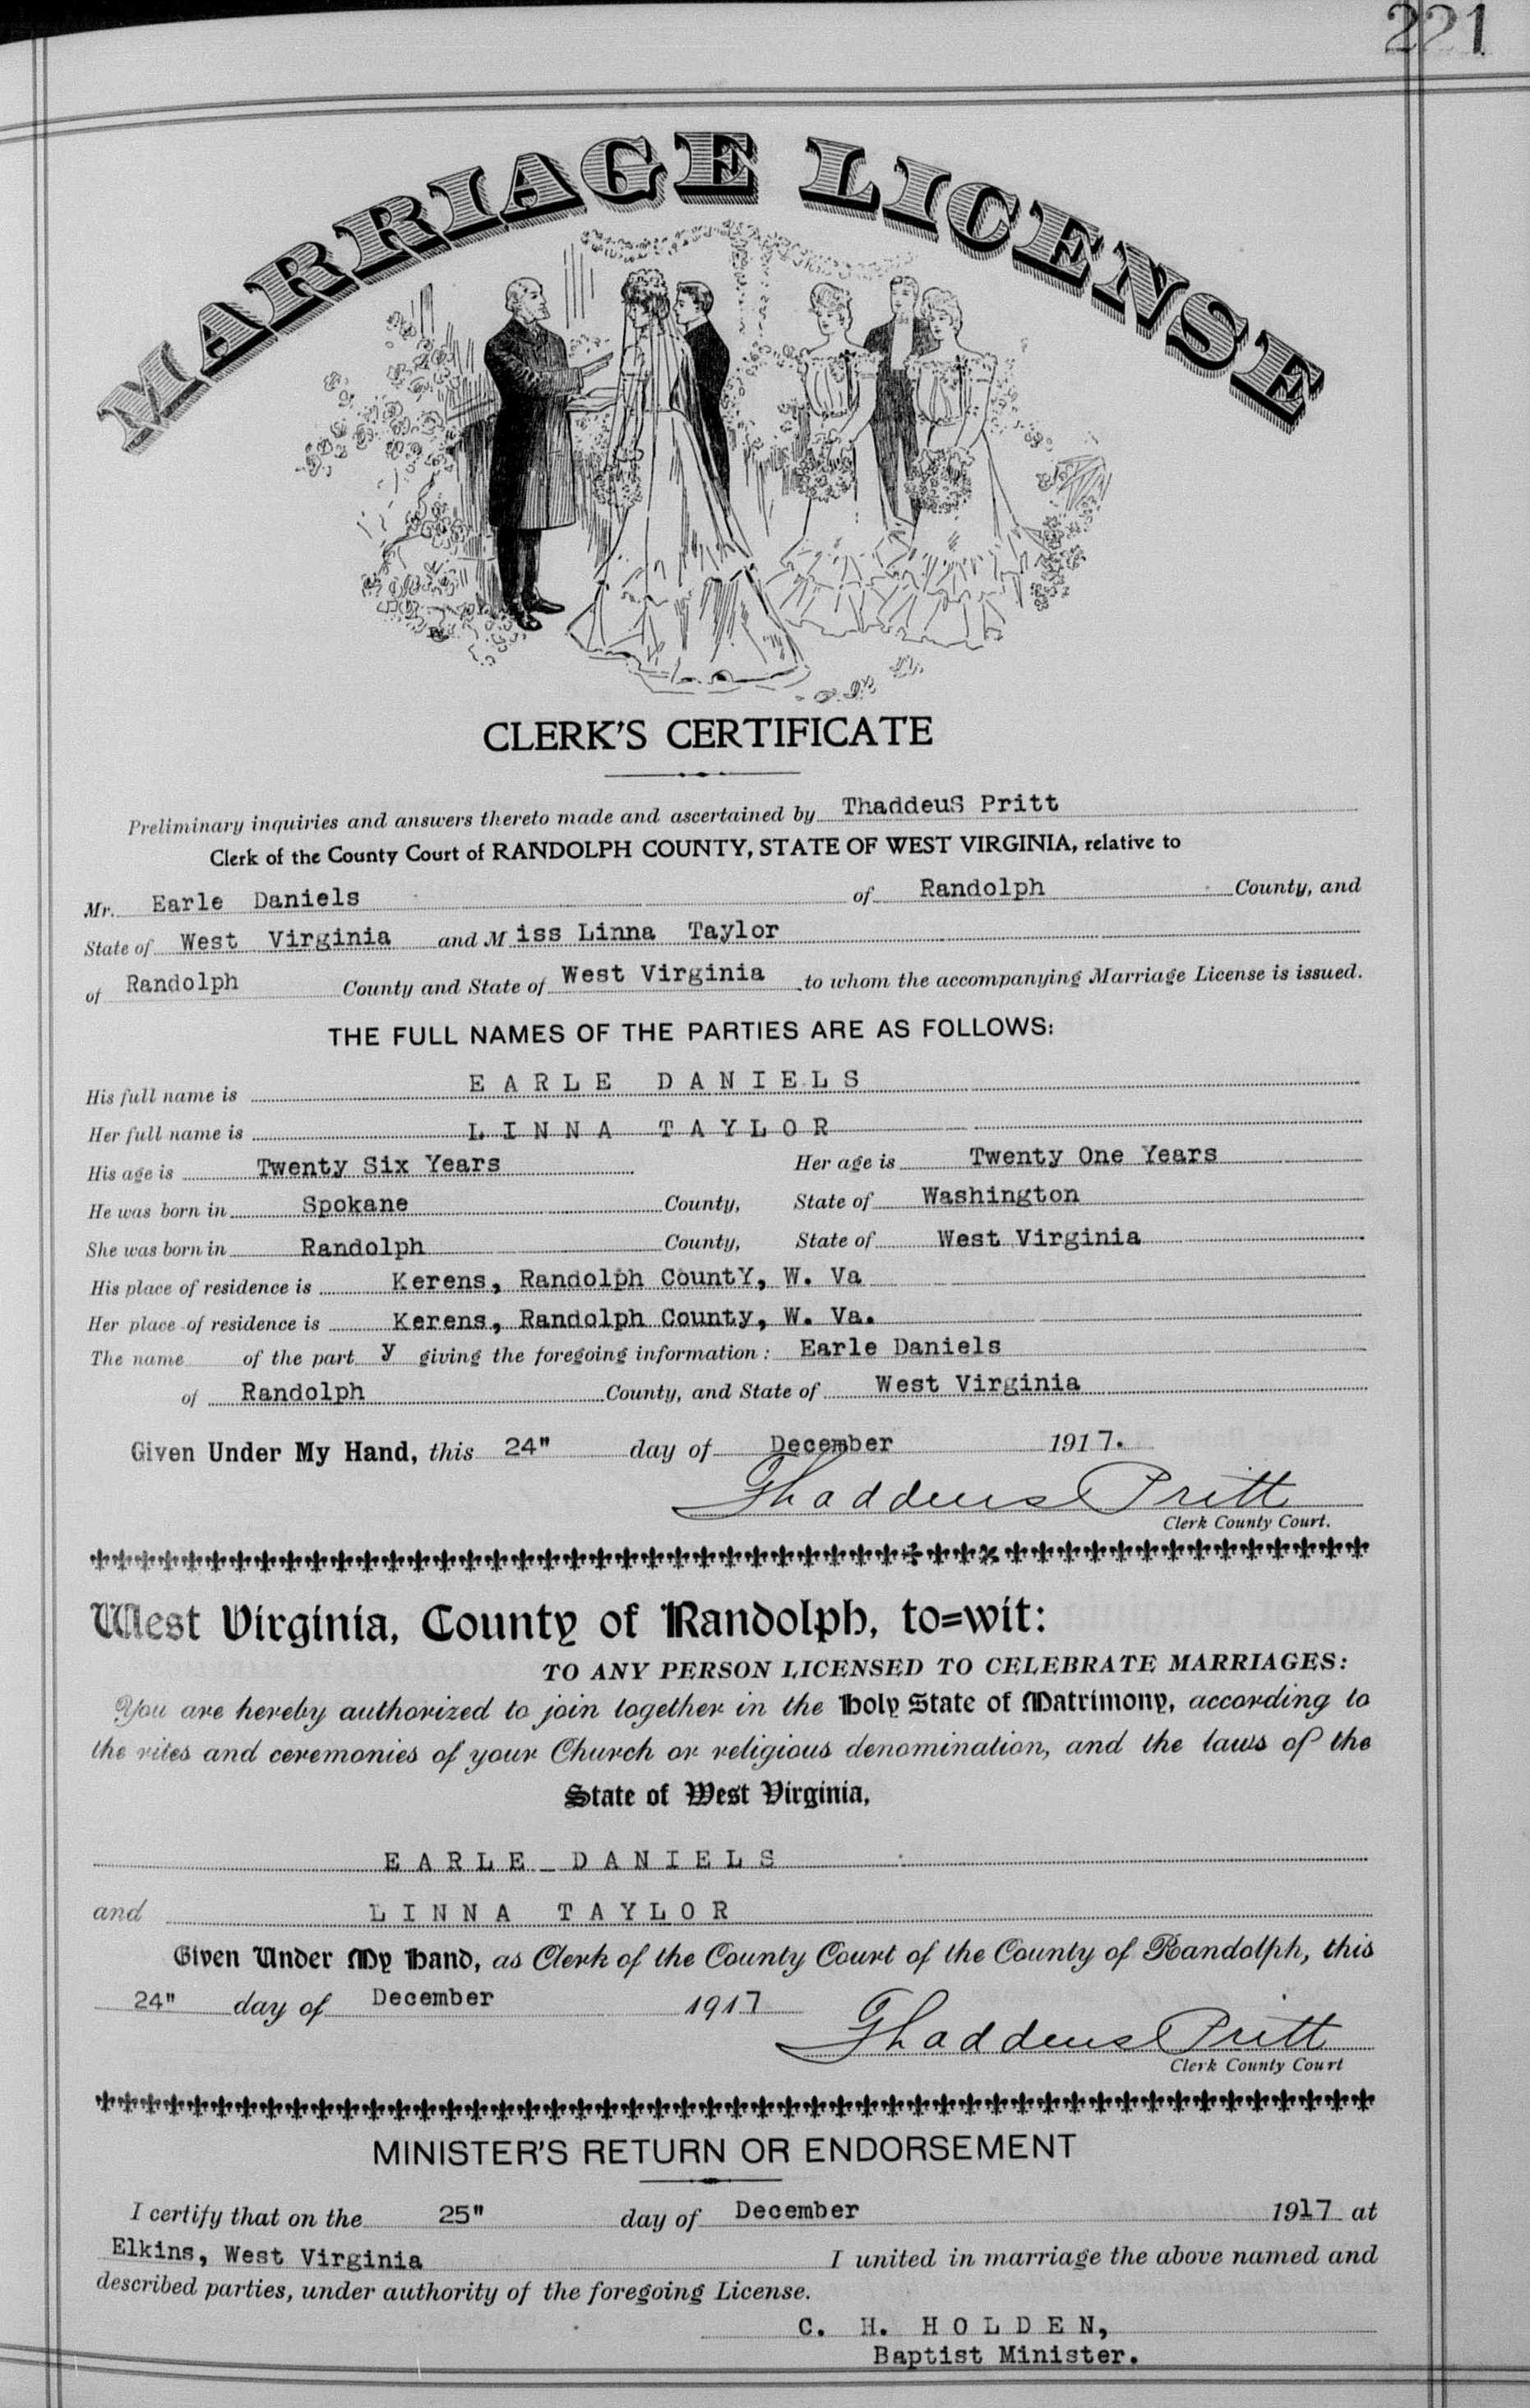 221
MARRIAGE LICENSE
CLERK'S CERTIFICATE
Preliminary inquiries and answers thereto made and ascertained by ThaddeuS Pritt
Clerk of the County Court of RANDOLPH COUNTY, STATE OF WEST VIRGINIA, relative to
Mr. Earle Daniels of Randolph County, and
State of West Virginia and Miss Linna Taylor
of Randolph County and State of West Virginia to whom the accompanying Marriage License is issued.
THE FULL NAMES OF THE PARTIES ARE AS FOLLOWS:
His full name is EARLE DANIELS
Her full name is LINNA TAYLOR
His age is Twenty Six Years Her age is Twenty One Years
He was born in Spokane County, State of Washington
She was born in Randolph County, State of West Virginia
His place of residence is Kerens, Randolph CountY, W. Va
Her place of residence is Kerens, Randolph County, W. Va.
The name of the party giving the foregoing information: Earle Daniels
of Randolph County, and State of West Virginia
Given Under My Hand, this 24" day of December 1917.
Thaddeus Pritt
Clerk County Court.
West Virginia, County of Randolph, to=wit:
TO ANY PERSON LICENSED TO CELEBRATE MARRIAGES:
You are hereby authorized to join together in the Holy State of Matrimony, according to
the rites and ceremonies of your Church or religious denomination, and the laws of the
State of West Virginia,
EARLE DANIELS
and LINNA TAYLOR
Given Under My Hand, as Clerk of the County Court of the County of Randolph, this
24" day of December 1917
Thaddeus Pritt
Clerk County Court
MINISTER'S RETURN OR ENDORSEMENT
I certify that on the 25" day of December 1917 at
Elkins, West Virginia I united in marriage the above named and
described parties, under authority of the foregoing License.
C. H. HOLDEN,
Baptist Minister.